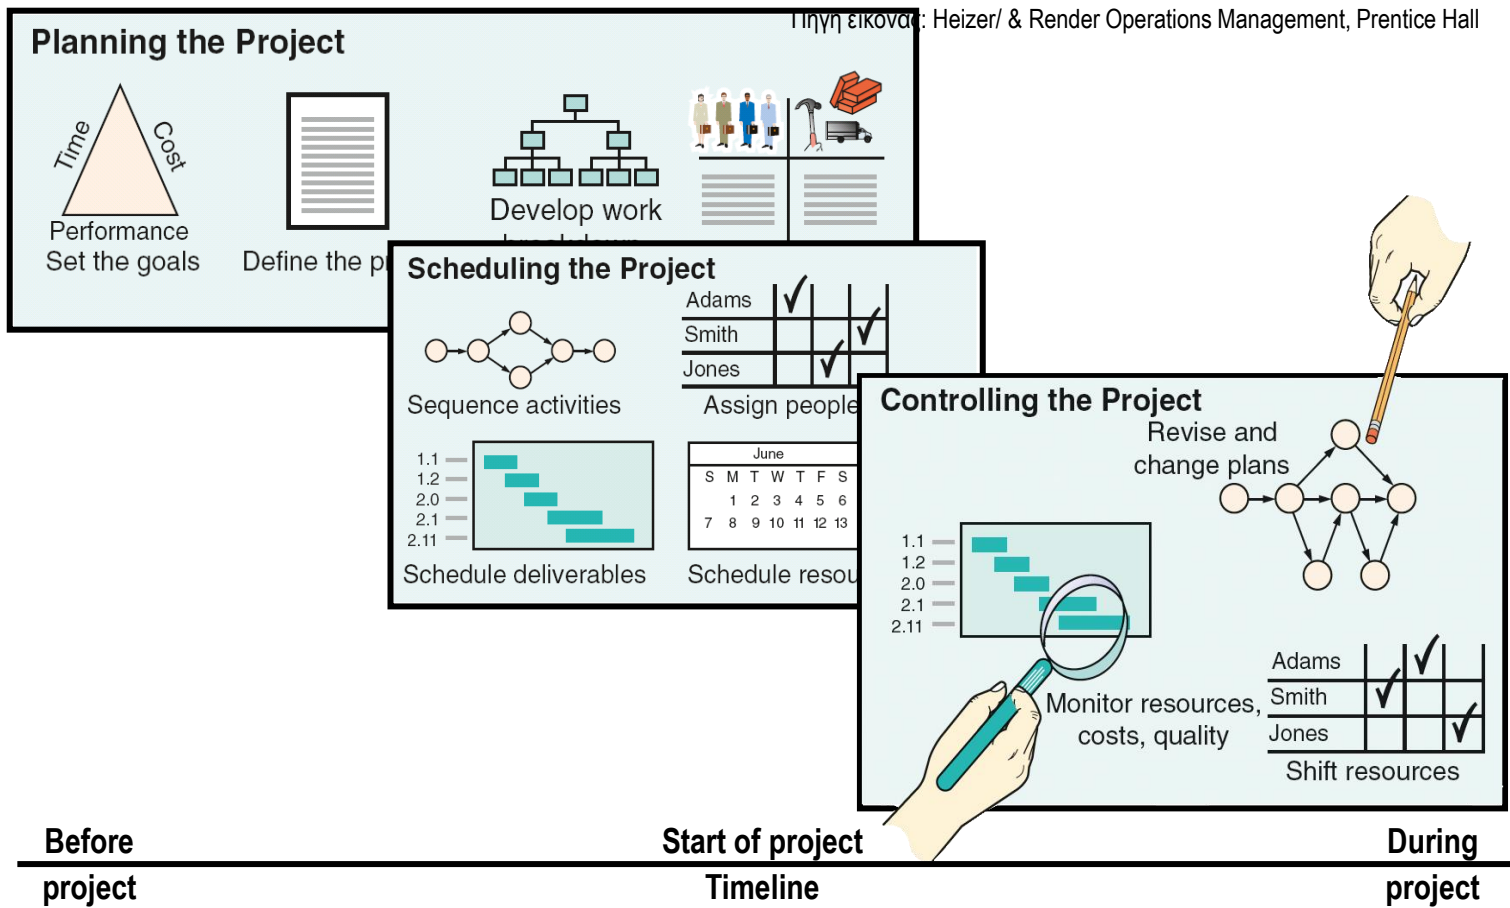 Πηγή εικόνας: Heizer/ & Render Operations Management, Prentice Hall
Planning the Project
Time
Cost
Performance
Set the goals
Define the
Develop work
Scheduling the Project
Sequence activities
Adams
Smith
Jones
Assign people
1.1
1.2
2.0
2.1
2.11
Schedule deliverables
June
S M T W T F S
1 2 3 4 5 6
7 8 9 10 11 12 13
Schedule
Controlling the Project
Revise and
change plans
1.1
1.2
2.0
2.1
2.11
Monitor resources,
costs, quality
Adams
Smith
Jones
Shift resources
Before
project
Start of project
Timeline
During
project